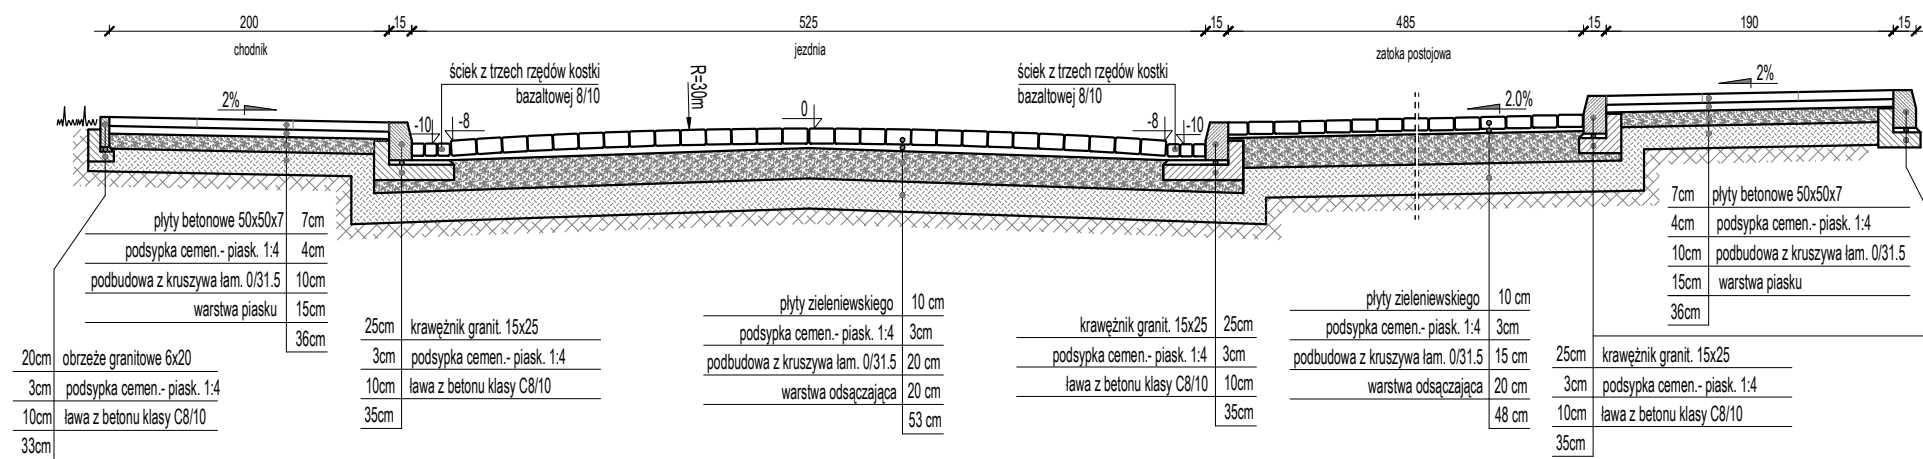 200 15 525 15 485 15 190 15
chodnik jezdnia zatoka postojowa
ściek z trzech rzędów kostki
bazaltowej 8/10
R=30m
ściek z trzech rzędów kostki
bazaltowej 8/10
2% -10 -8 0 -8 -10 2.0% 2%
płyty betonowe 50x50x7 7cm
podsypka cemen.- piask. 1:4 4cm
podbudowa z kruszywa łam. 0/31.5 10cm
warstwa piasku 15cm
36cm
20cm obrzeże granitowe 6x20
3cm podsypka cemen.- piask. 1:4
10cm ława z betonu klasy C8/10
33cm
25cm krawężnik granit. 15x25
3cm podsypka cemen.- piask. 1:4
10cm ława z betonu klasy C8/10
35cm
płyty zieleniewskiego 10 cm
podsypka cemen.- piask. 1:4 3cm
podbudowa z kruszywa łam. 0/31.5 20 cm
warstwa odsączająca 20 cm
53 cm
krawężnik granit. 15x25 25cm
podsypka cemen.- piask. 1:4 3cm
ława z betonu klasy C8/10 10cm
35cm
płyty zieleniewskiego 10 cm
podsypka cemen.- piask. 1:4 3cm
podbudowa z kruszywa łam. 0/31.5 15 cm
warstwa odsączająca 20 cm
48 cm
25cm krawężnik granit. 15x25
3cm podsypka cemen.- piask. 1:4
10cm ława z betonu klasy C8/10
35cm
7cm płyty betonowe 50x50x7
4cm podsypka cemen.- piask. 1:4
10cm podbudowa z kruszywa łam. 0/31.5
15cm warstwa piasku
36cm